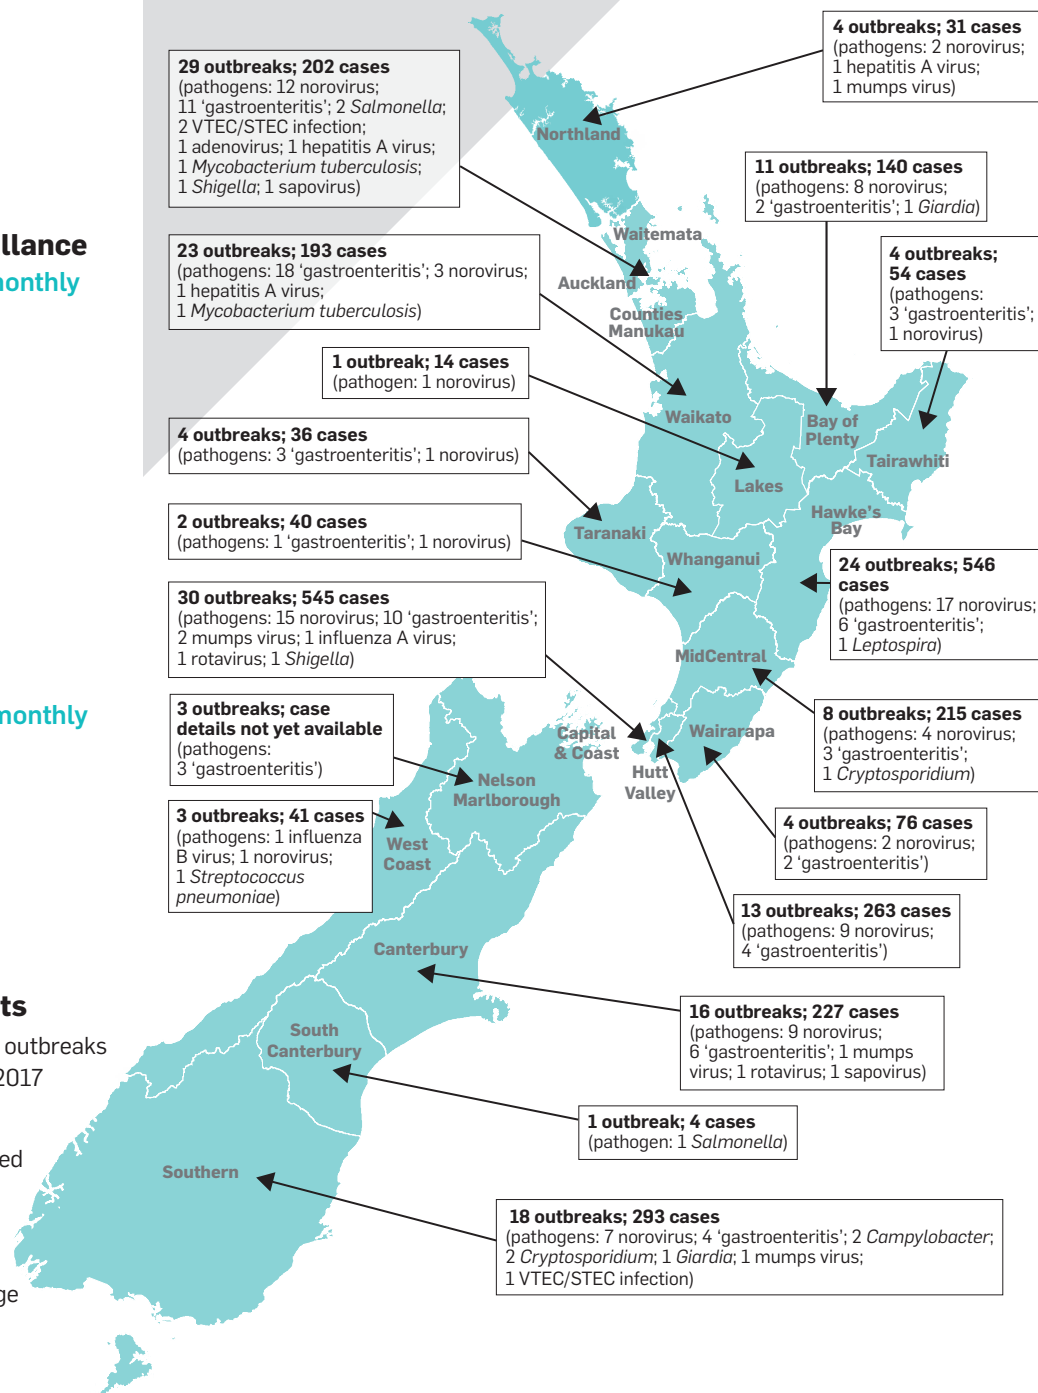 4 outbreaks; 31 cases
(pathogens: 2 norovirus;
1 hepatitis A virus;
1 mumps virus)
29 outbreaks; 202 cases
(pathogens: 12 norovirus;
11 ‘gastroenteritis’; 2 Salmonella;
2 VTEC/STEC infection;
1 adenovirus; 1 hepatitis A virus;
1 Mycobacterium tuberculosis;
1 Shigella; 1 sapovirus)
Northland
11 outbreaks; 140 cases
(pathogens: 8 norovirus;
2 ‘gastroenteritis’; 1 Giardia)
Waitemata
llance
monthly
23 outbreaks; 193 cases
(pathogens: 18 ‘gastroenteritis’; 3 norovirus;
1 hepatitis A virus;
1 Mycobacterium tuberculosis)
4 outbreaks;
54 cases
(pathogens:
3 ‘gastroenteritis’;
1 norovirus)
Auckland
Counties
Manukau
1 outbreak; 14 cases
(pathogen: 1 norovirus)
Waikato
Bay of
Plenty
Tairawhiti
4 outbreaks; 36 cases
(pathogens: 3 ‘gastroenteritis’; 1 norovirus)
Lakes
Hawke’s
Bay
2 outbreaks; 40 cases
(pathogens: 1 ‘gastroenteritis’; 1 norovirus)
Taranaki
Whanganui
24 outbreaks; 546
cases
(pathogens: 17 norovirus;
6 ‘gastroenteritis’;
1 Leptospira)
30 outbreaks; 545 cases
(pathogens: 15 norovirus; 10 ‘gastroenteritis’;
2 mumps virus; 1 influenza A virus;
1 rotavirus; 1 Shigella)
MidCentral
monthly
3 outbreaks; case
details not yet available
(pathogens:
3 ‘gastroenteritis’)
8 outbreaks; 215 cases
(pathogens: 4 norovirus;
3 ‘gastroenteritis’;
1 Cryptosporidium)
Capital
& Coast
Wairarapa
Hutt
Valley
Nelson
Marlborough
3 outbreaks; 41 cases
(pathogens: 1 influenza
B virus; 1 norovirus;
1 Streptococcus
pneumoniae)
West
Coast
4 outbreaks; 76 cases
(pathogens: 2 norovirus;
2 ‘gastroenteritis’)
13 outbreaks; 263 cases
(pathogens: 9 norovirus;
4 ‘gastroenteritis’)
Canterbury
ts
outbreaks
2017
ed
ge
16 outbreaks; 227 cases
(pathogens: 9 norovirus;
6 ‘gastroenteritis’; 1 mumps
virus; 1 rotavirus; 1 sapovirus)
South
Canterbury
1 outbreak; 4 cases
(pathogen: 1 Salmonella)
Southern
18 outbreaks; 293 cases
(pathogens: 7 norovirus; 4 ‘gastroenteritis’; 2 Campylobacter;
2 Cryptosporidium; 1 Giardia; 1 mumps virus;
1 VTEC/STEC infection)